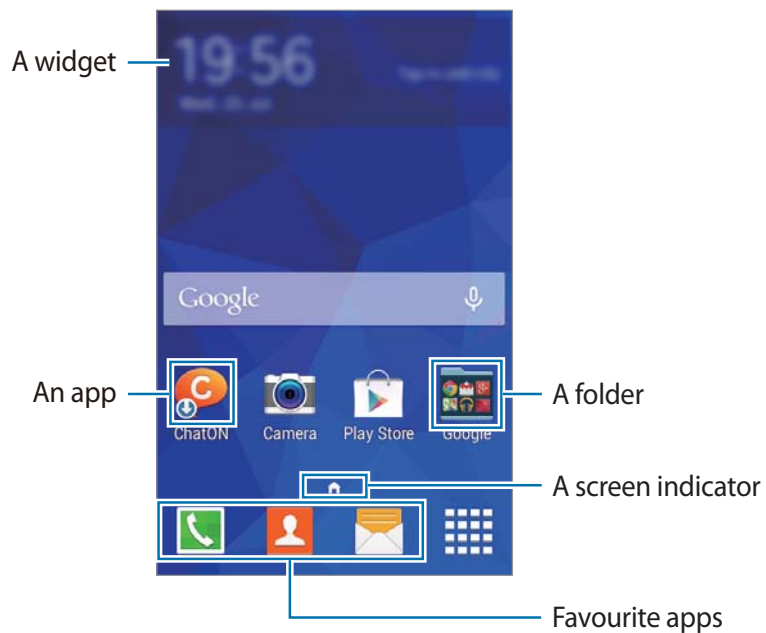 A widget
19:56
Google
An app
A folder
ChatON
Camera
Play Store
Google
A screen indicator
Favourite apps